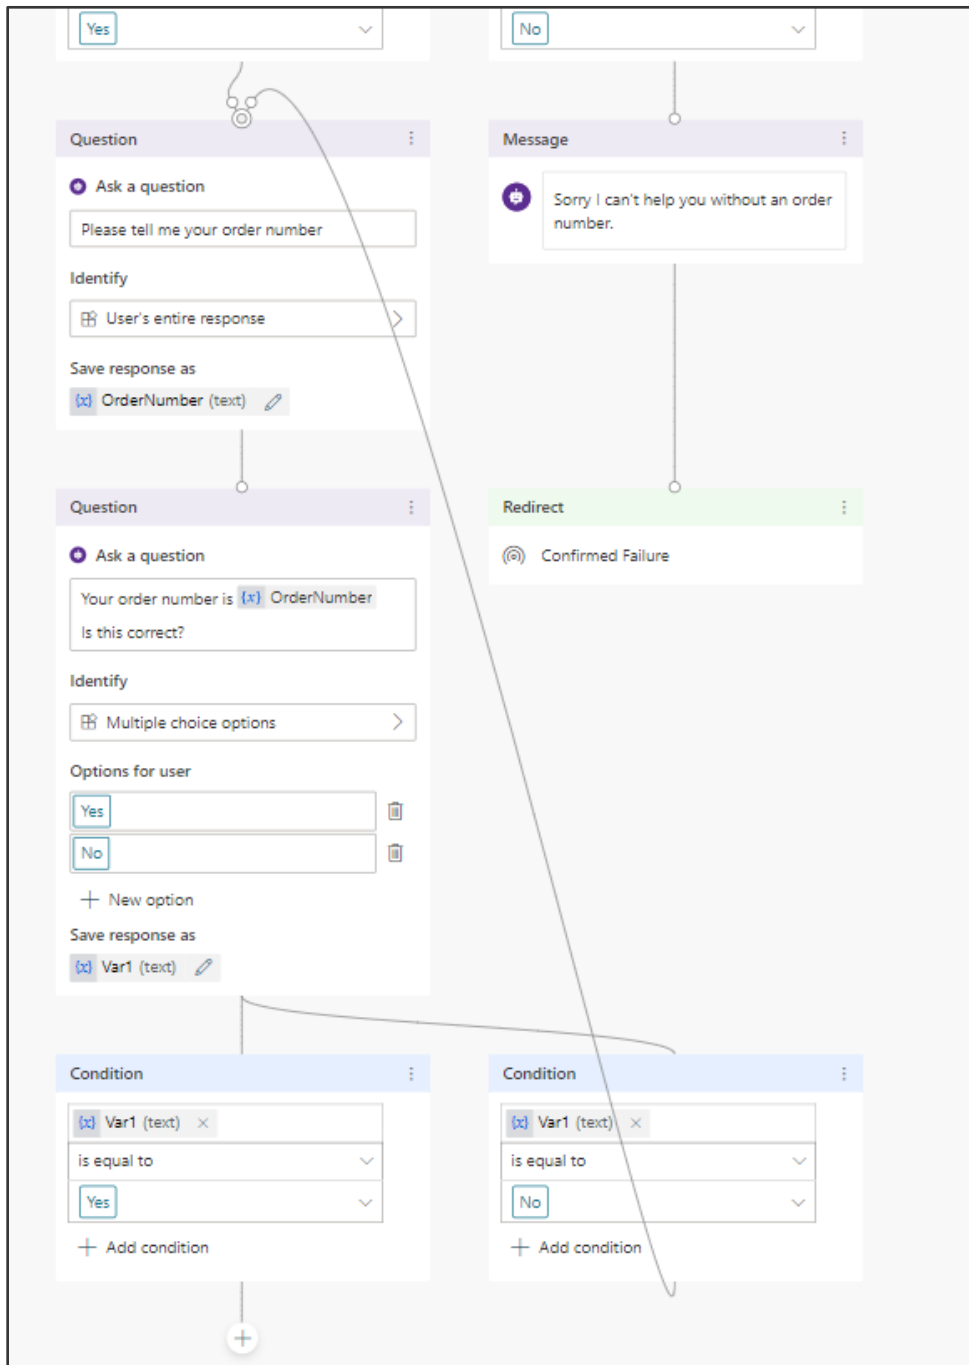 Yes
No
Question
Ask a question
Please tell me your order number
Identify
User's entire response
Save response as
{x} OrderNumber (text)
Message
Sorry I can't help you without an order
number.
Question
Ask a question
Your order number is {x} OrderNumber
Is this correct?
Identify
Multiple choice options
Options for user
Yes
No
New option
Save response as
{x} Var1 (text)
Redirect
Confirmed Failure
Condition
{x} Var1 (text)
is equal to
Yes
Add condition
Condition
{x} Var1 (text)
is equal to
No
Add condition